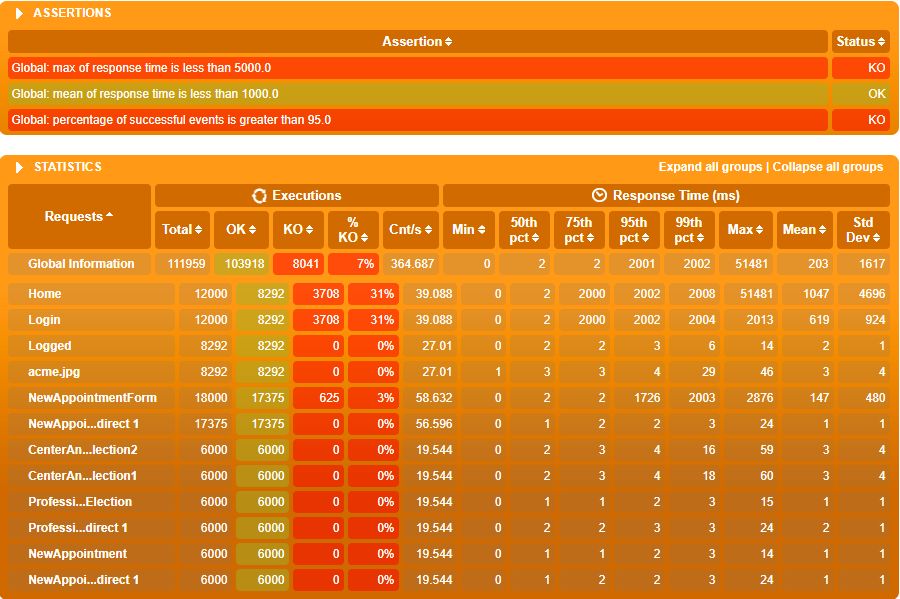 ASSERTIONS
Assertion Status
Global: max of response time is less than 5000.0 KO
Global: mean of response time is less than 1000.0 OK
Global: percentage of successful events is greater than 95.0 KO
STATISTICS Expand all groups | Collapse all groups
Requests Executions Response Time (ms)
Total OK KO % KO Cnt/s Min 50th pct 75th pct 95th pct 99th pct Max Mean Std Dev
Global Information 111959 103918 8041 7% 364.687 0 2 2 2001 2002 51481 203 1617
Home 12000 8292 3708 31% 39.088 0 2 2000 2002 2008 51481 1047 4696
Login 12000 8292 3708 31% 39.088 0 2 2000 2002 2004 2013 619 924
Logged 8292 8292 0 0% 27.01 0 2 2 3 6 14 2 1
acme.jpg 8292 8292 0 0% 27.01 1 3 3 4 29 46 3 4
NewAppointmentForm 18000 17375 625 3% 58.632 0 2 2 1726 2003 2876 147 480
NewAppoi...direct 1 17375 17375 0 0% 56.596 0 1 2 2 3 24 1 1
CenterAn...lection2 6000 6000 0 0% 19.544 0 2 3 4 16 59 3 4
CenterAn...lection1 6000 6000 0 0% 19.544 0 2 3 4 18 60 3 4
Professi...Election 6000 6000 0 0% 19.544 0 1 1 2 3 15 1 1
Professi...direct 1 6000 6000 0 0% 19.544 0 2 2 3 3 24 2 1
NewAppointment 6000 6000 0 0% 19.544 0 1 1 2 3 14 1 1
NewAppoi...direct 1 6000 6000 0 0% 19.544 0 1 2 2 3 24 1 1